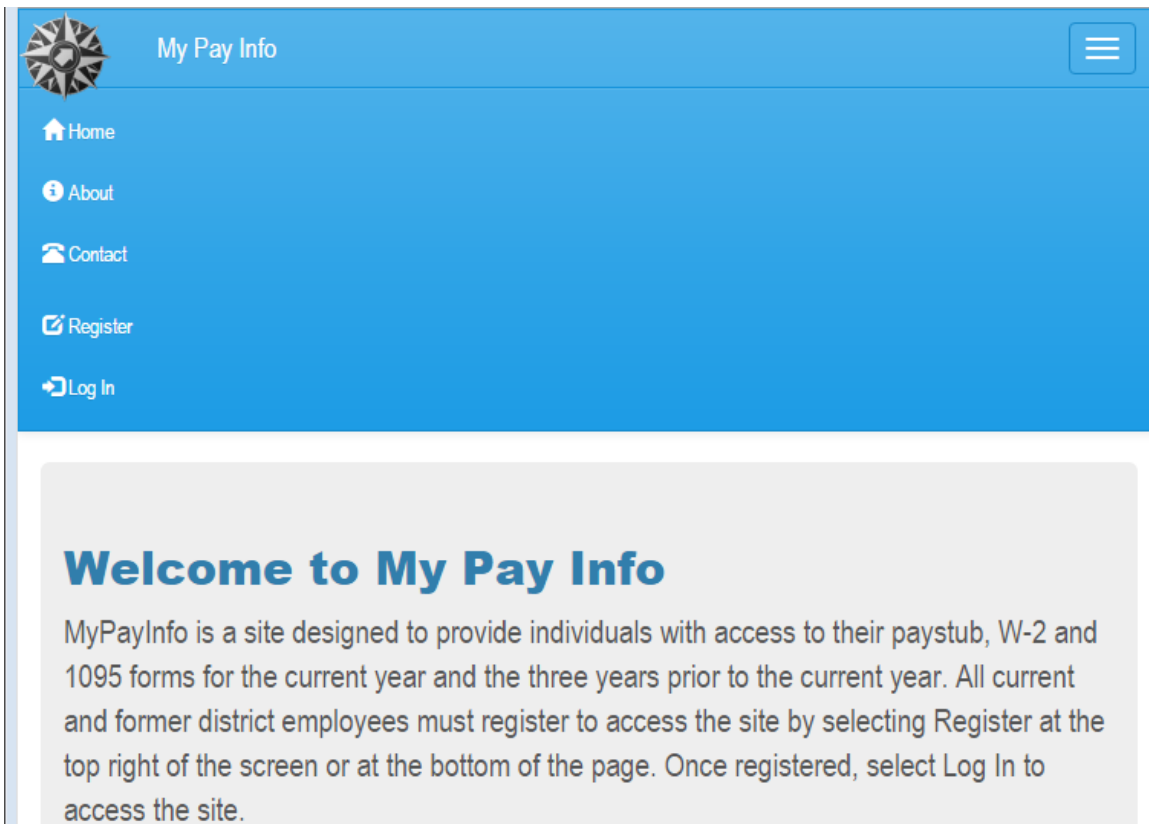 My Pay Info
Home
About
Contact
Register
Log In
Welcome to My Pay Info
MyPayInfo is a site designed to provide individuals with access to their paystub, W-2 and
1095 forms for the current year and the three years prior to the current year. All current
and former district employees must register to access the site by selecting Register at the
top right of the screen or at the bottom of the page. Once registered, select Log In to
access the site.